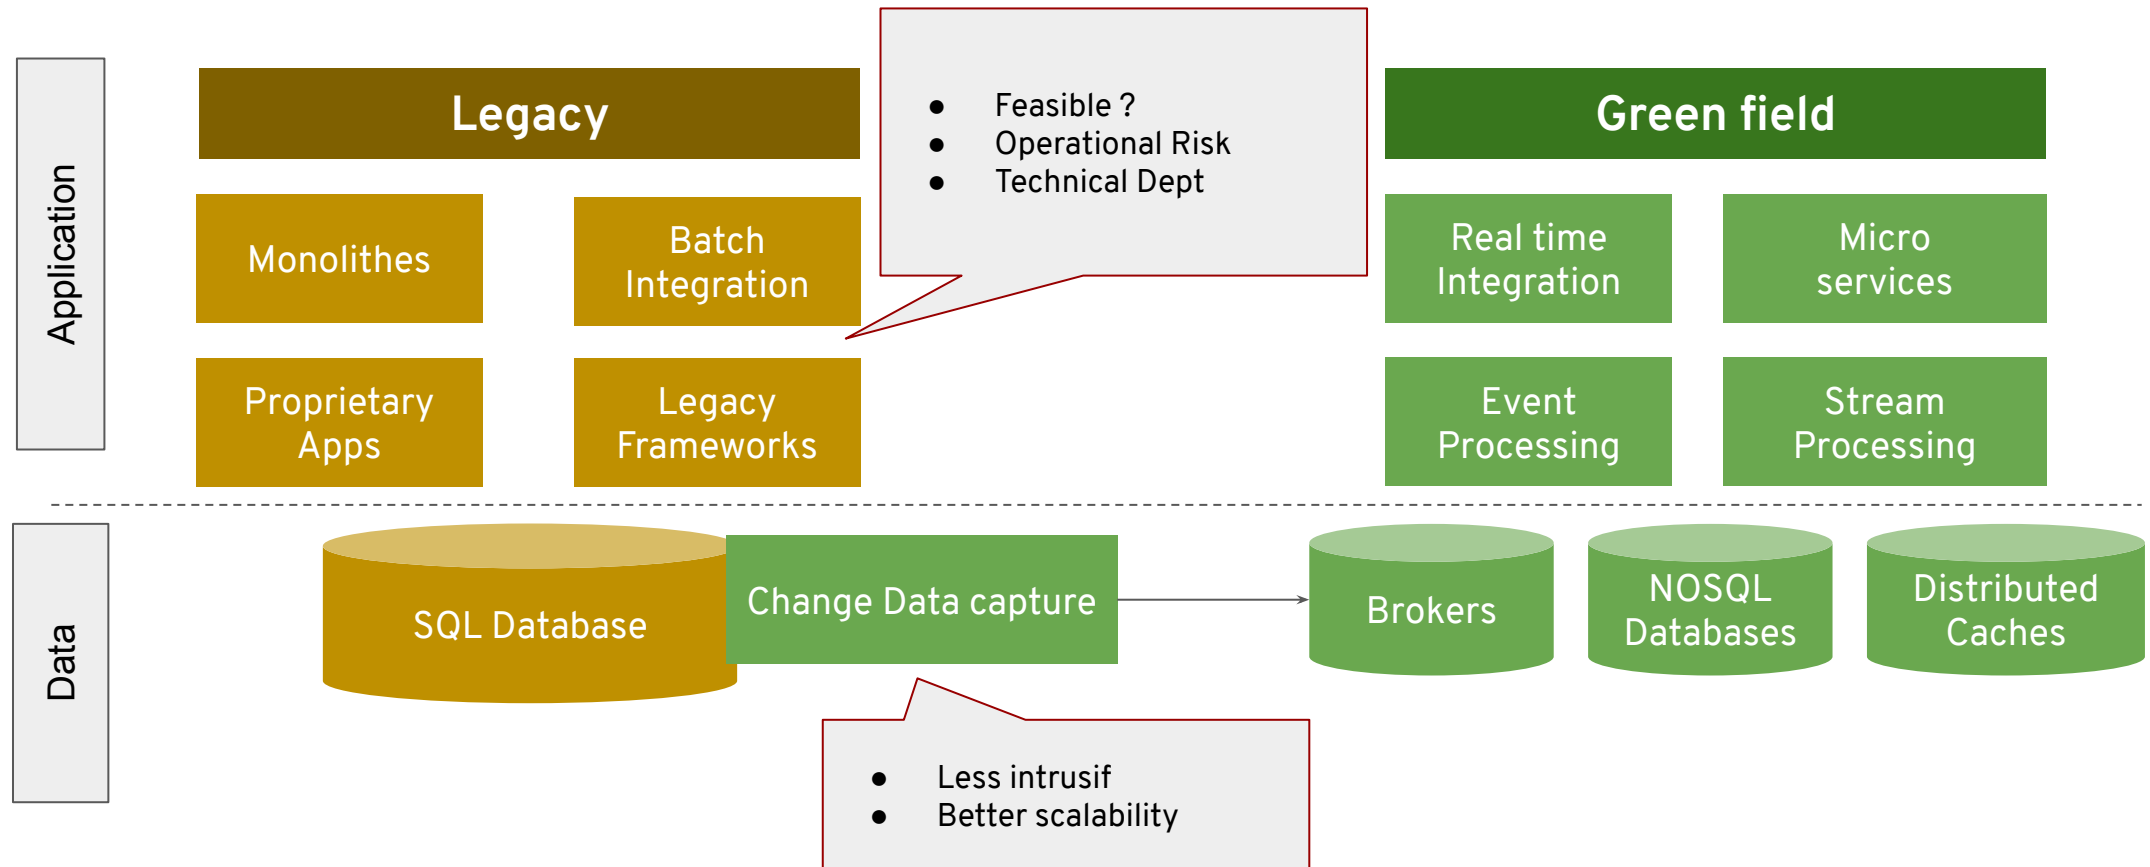 Application
Legacy
Monolithes
Batch
Integration
Proprietary
Apps
Legacy
Frameworks
● Feasible ?
● Operational Risk
● Technical Dept
Green field
Real time
Integration
Micro
services
Event
Processing
Stream
Processing
Data
SQL Database
Change Data capture
Brokers
NOSQL
Databases
Distributed
Caches
● Less intrusif
● Better scalability